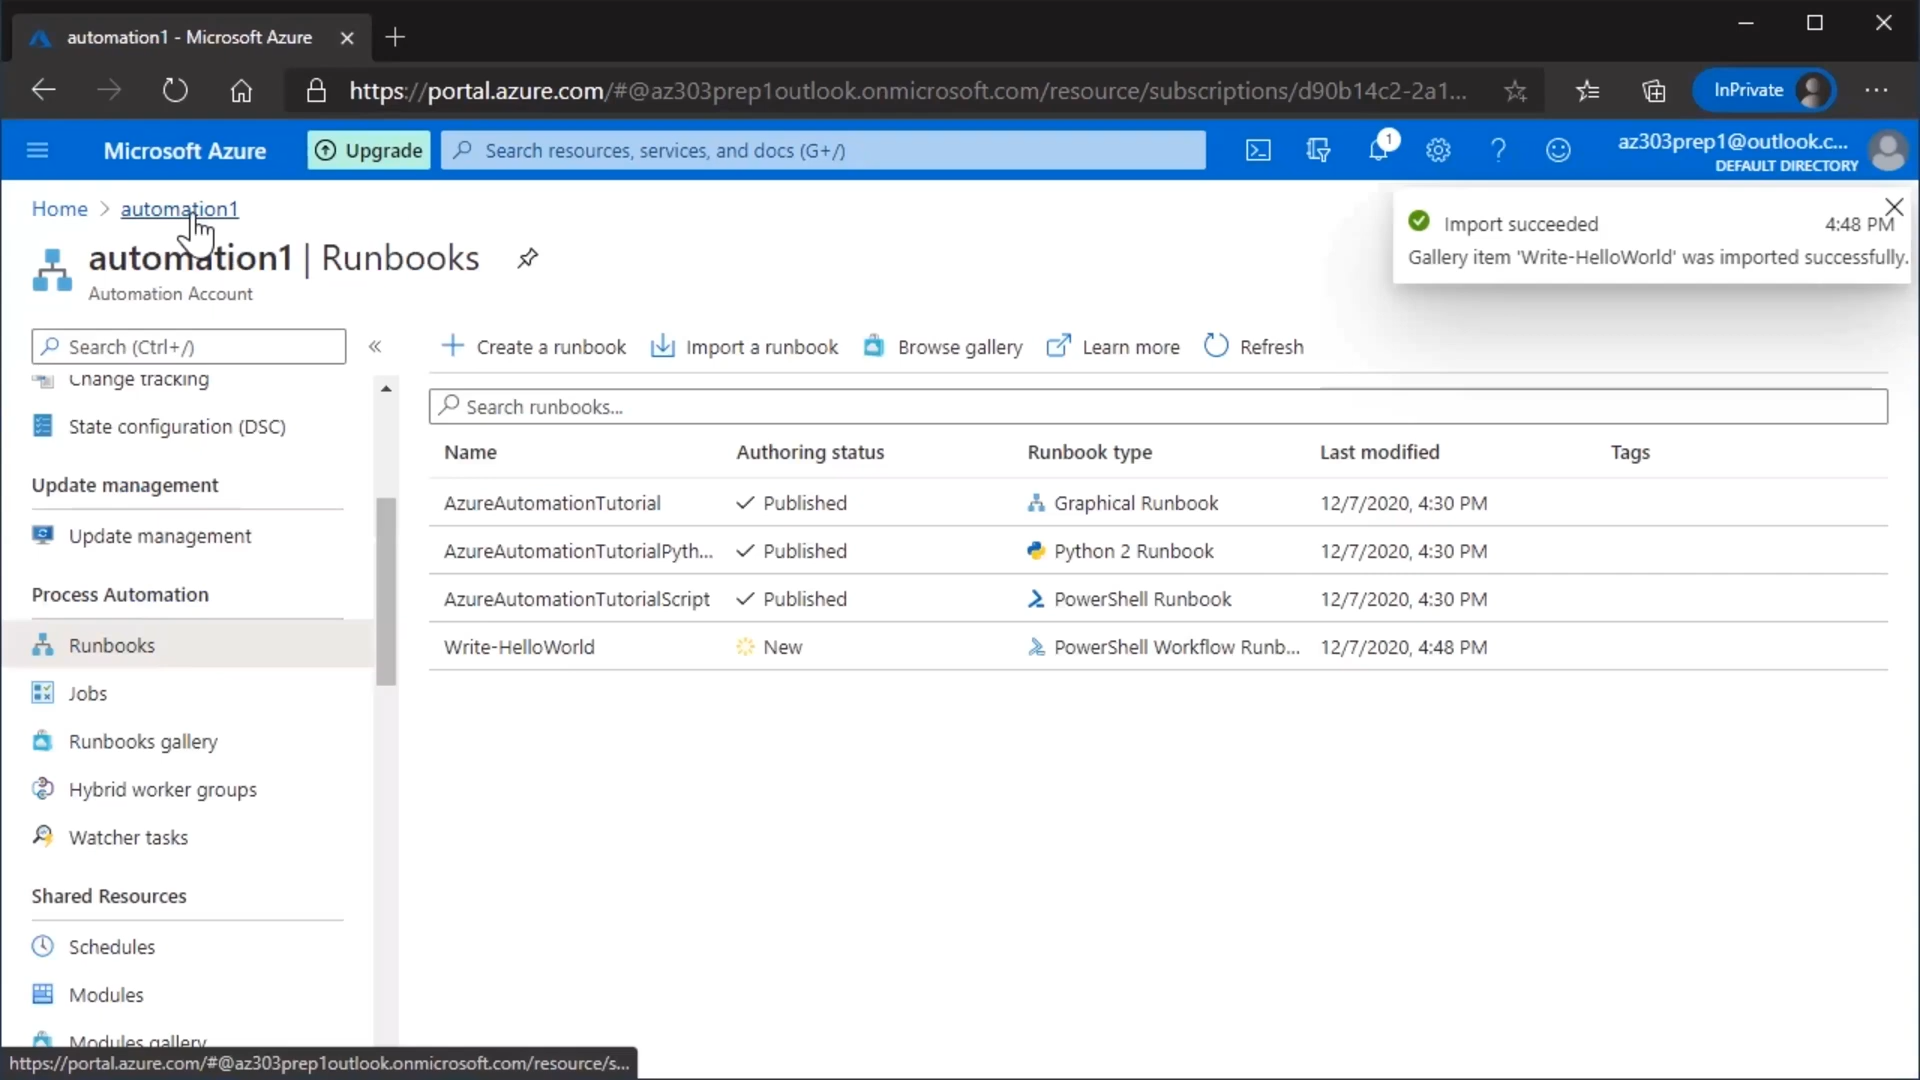 automation1 - Microsoft Azure
https://portal.azure.com/#@az303prep1outlook.onmicrosoft.com/resource/subscriptions/d90b14c2-2a1...
InPrivate
Microsoft Azure
Upgrade
Search resources, services, and docs (G+/)
1
az303prep1@outlook.c...
DEFAULT DIRECTORY
Home > automation1
Import succeeded 4:48 PM
Gallery item 'Write-HelloWorld' was imported successfully.
automation1 | Runbooks
Automation Account
Search (Ctrl+/)
«
Create a runbook
Import a runbook
Browse gallery
Learn more
Refresh
Change tracking
State configuration (DSC)
Update management
Update management
Process Automation
Runbooks
Jobs
Runbooks gallery
Hybrid worker groups
Watcher tasks
Shared Resources
Schedules
Modules
Modules gallery
Search runbooks...
Name Authoring status Runbook type Last modified Tags
AzureAutomationTutorial Published Graphical Runbook 12/7/2020, 4:30 PM
AzureAutomationTutorialPyth... Published Python 2 Runbook 12/7/2020, 4:30 PM
AzureAutomationTutorialScript Published PowerShell Runbook 12/7/2020, 4:30 PM
Write-HelloWorld New PowerShell Workflow Runb... 12/7/2020, 4:48 PM
https://portal.azure.com/#@az303prep1outlook.onmicrosoft.com/resource/s...